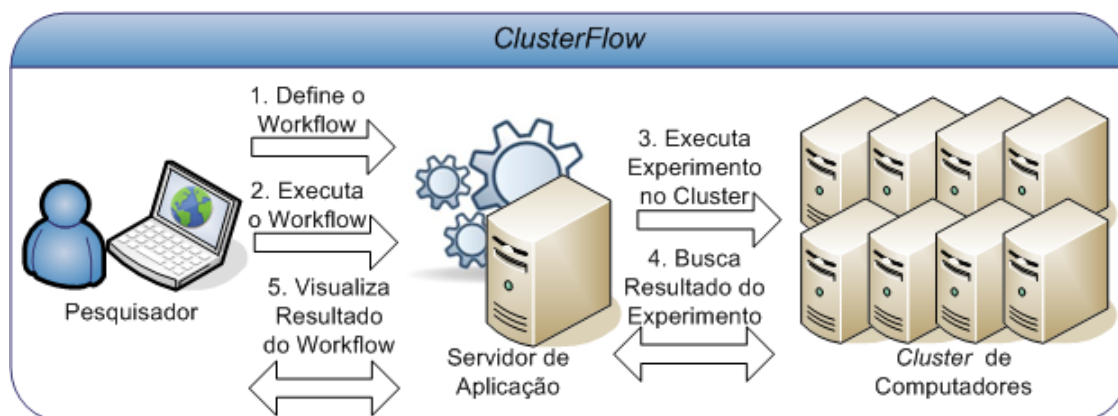 ClusterFlow
1. Define o
Workflow
2. Executa
o Workflow
5. Visualiza
Resultado
do Workflow
Pesquisador
Servidor de
Aplicação
3. Executa
Experimento
no Cluster
4. Busca
Resultado do
Experimento
Cluster de
Computadores